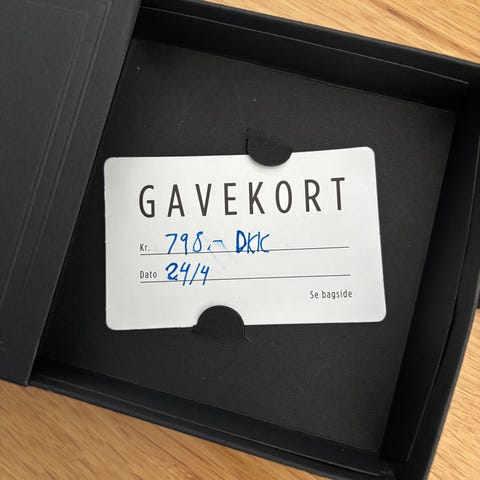 GAVEKORT
Kr. 798.- DKK
Dato 24/4
Se bagside